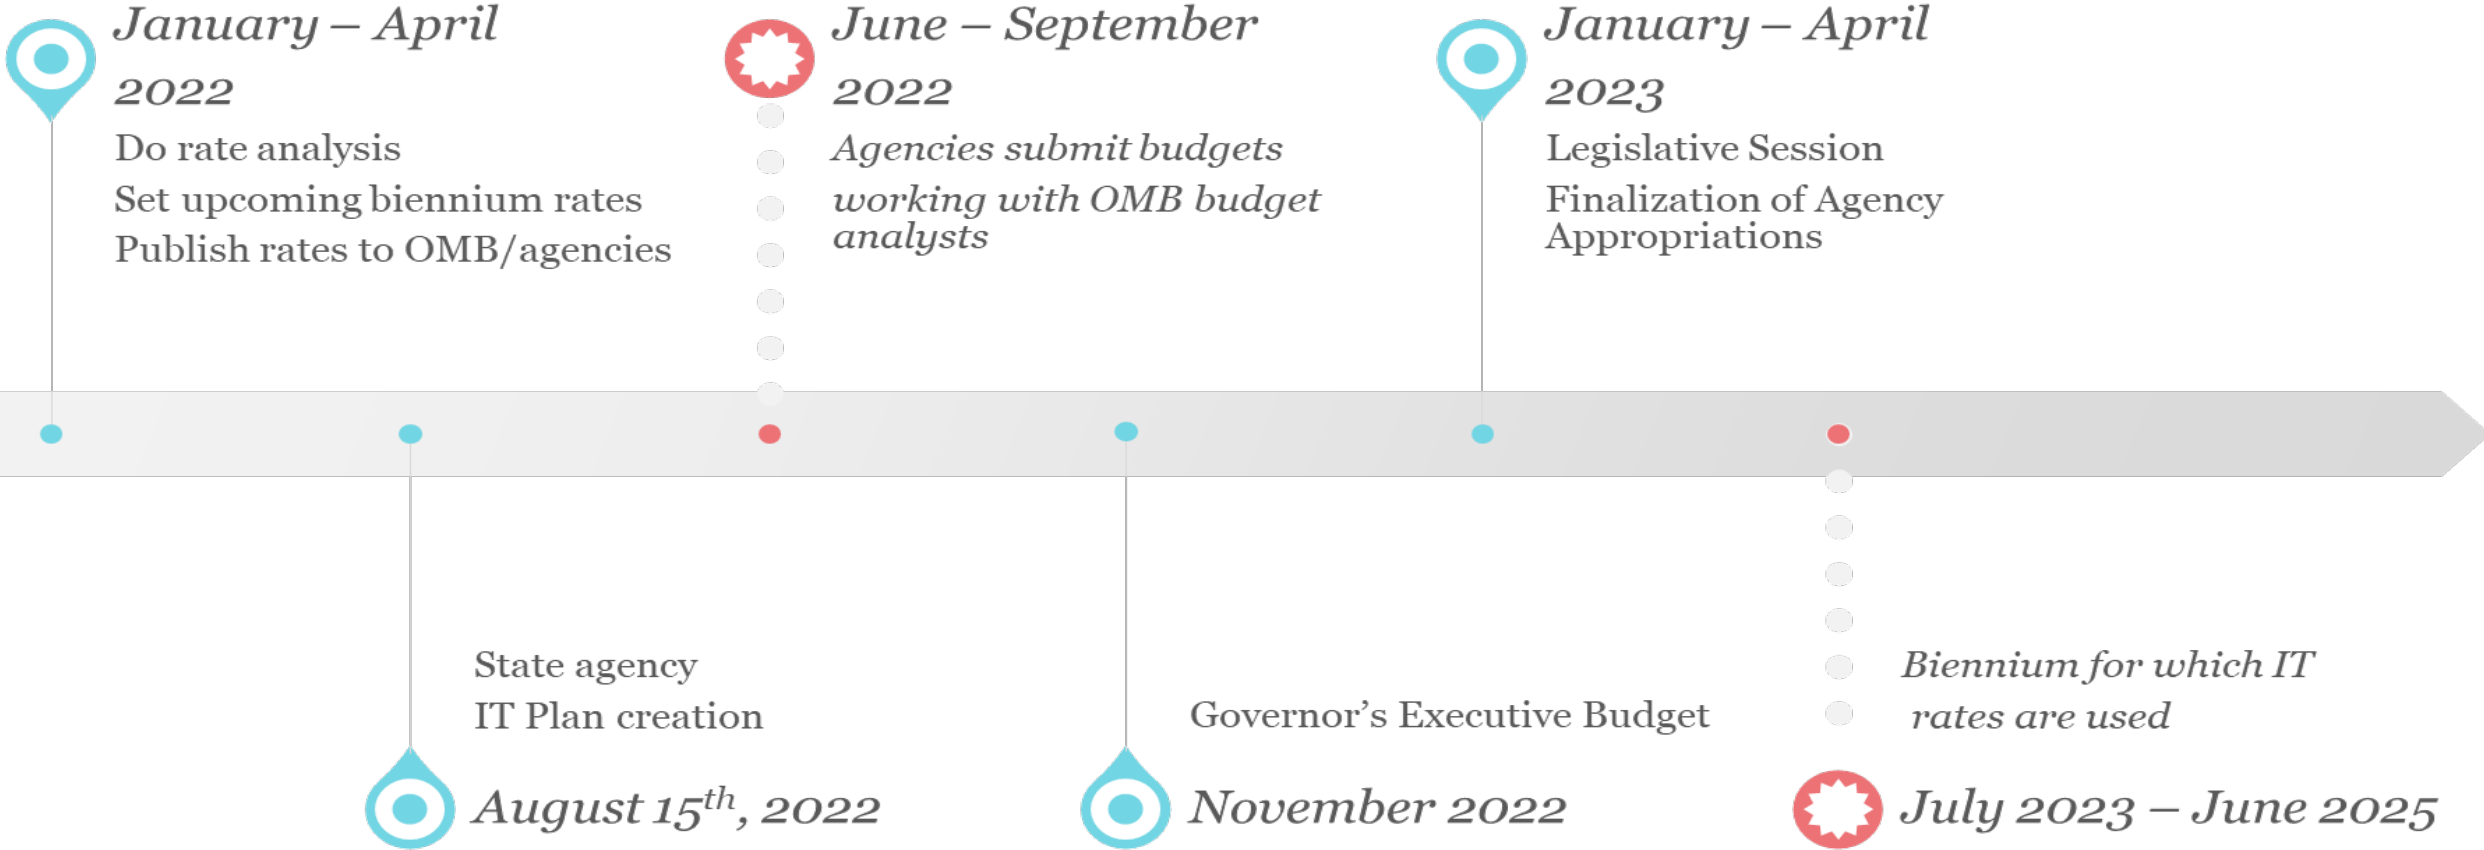 January – April
2022
Do rate analysis
Set upcoming biennium rates
Publish rates to OMB/agencies
June – September
2022
Agencies submit budgets
working with OMB budget
analysts
January – April
2023
Legislative Session
Finalization of Agency
Appropriations
State agency
IT Plan creation
August 15th, 2022
Governor’s Executive Budget
November 2022
Biennium for which IT
rates are used
July 2023 – June 2025